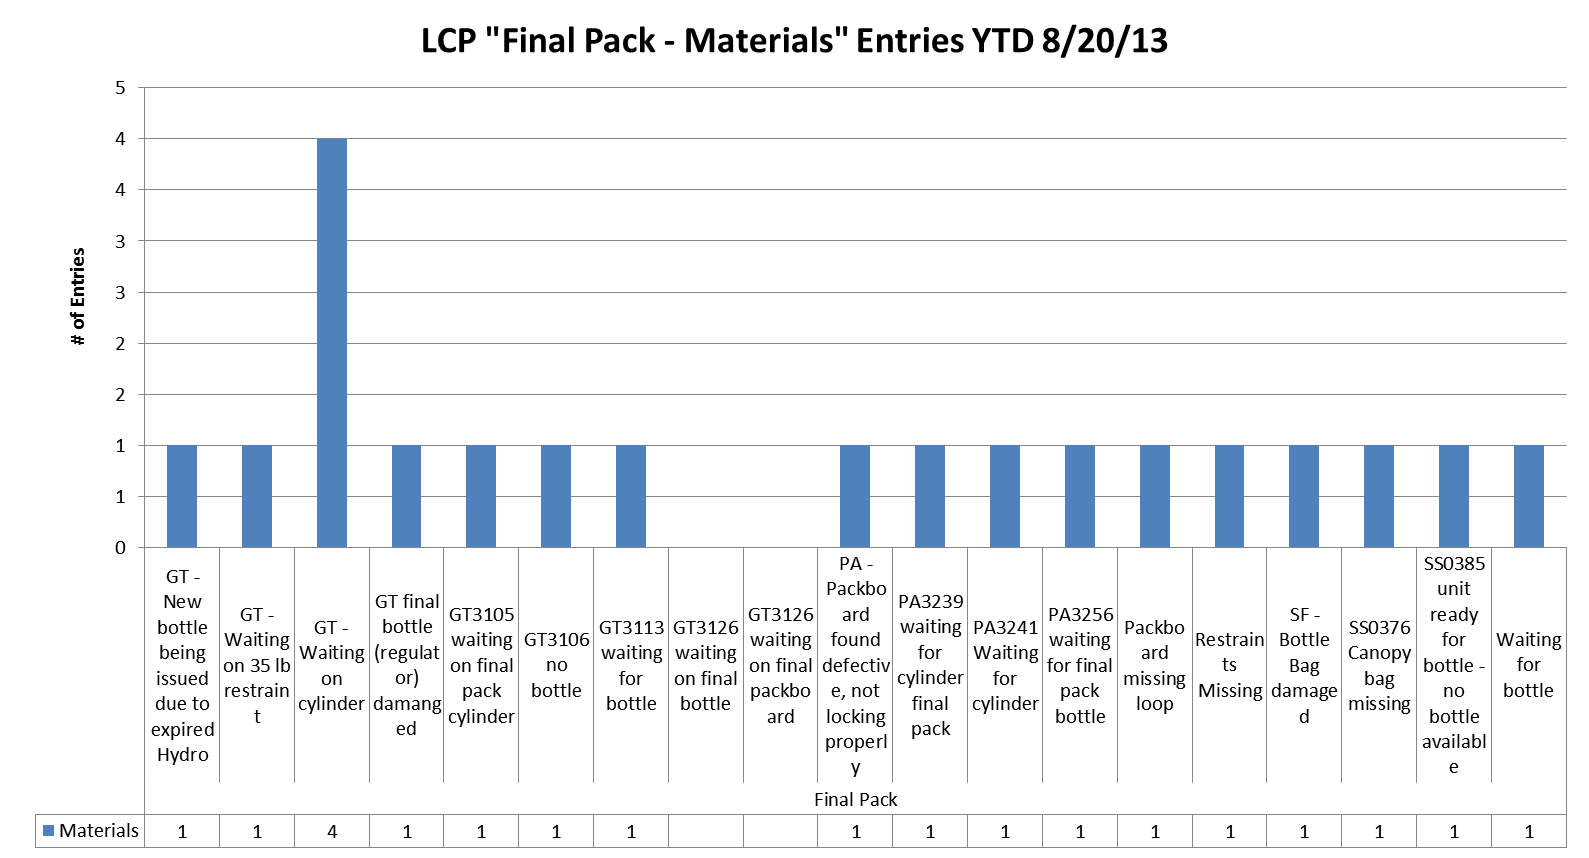 LCP "Final Pack - Materials" Entries YTD 8/20/13
# of Entries
5
4
4
3
3
2
2
1
1
0
GT -
New
bottle
being
issued
due to
expired
Hydro
GT -
Waiting
on 35 lb
restrain
t
GT -
Waiting
on
cylinder
GT final
bottle
(regulat
or)
damang
ed
GT3105
waiting
on final
pack
cylinder
GT3106
no
bottle
GT3113
waiting
for
bottle
GT3126
waiting
on final
bottle
GT3126
waiting
on final
packbo
ard
PA -
Packbo
ard
found
defectiv
e, not
locking
properl
y
PA3239
waiting
for
cylinder
final
pack
PA3241
Waiting
for
cylinder
PA3256
waiting
for final
pack
bottle
Packbo
ard
missing
loop
Restrain
ts
Missing
SF -
Bottle
Bag
damage
d
SS0376
Canopy
bag
missing
SS0385
unit
ready
for
bottle -
no
bottle
availabl
e
Waiting
for
bottle
Final Pack
Materials 1 1 4 1 1 1 1 1 1 1 1 1 1 1 1 1 1